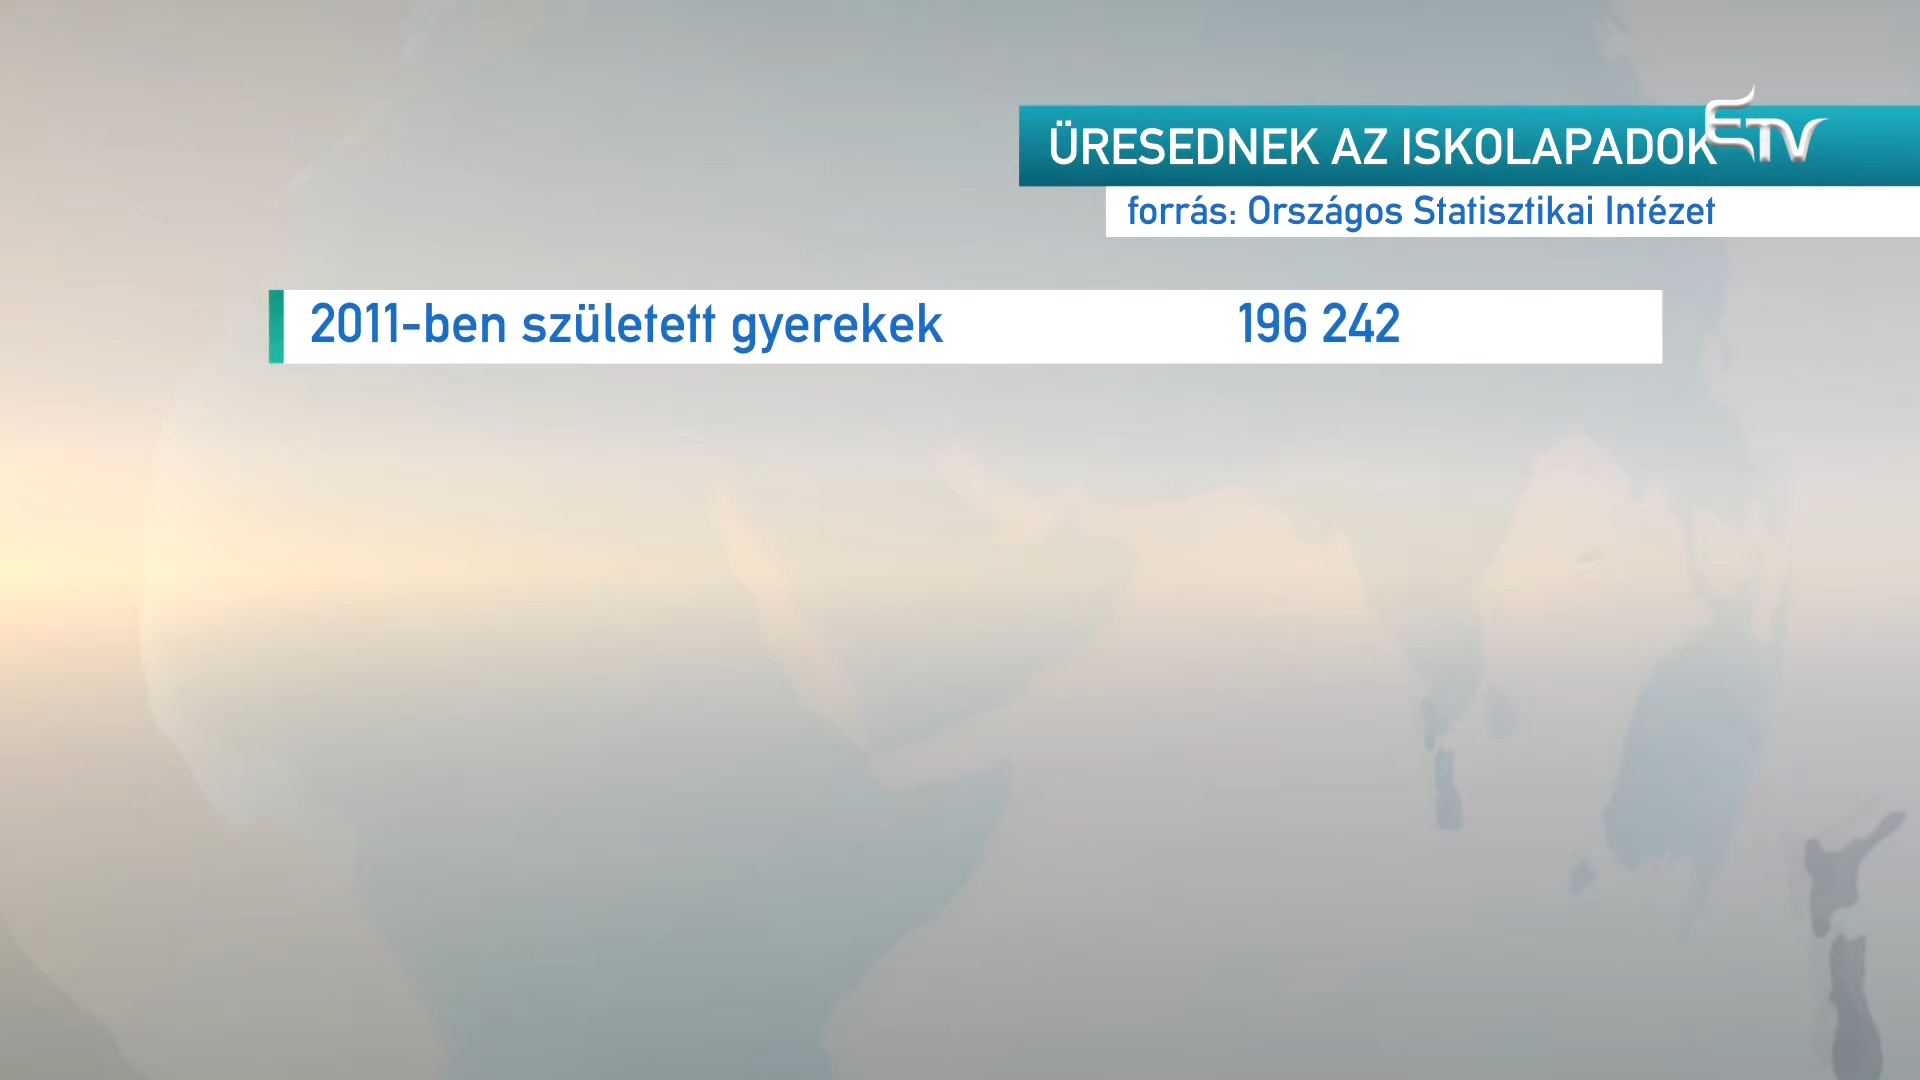 ÜRESEDNEK AZ ISKOLAPADOK
ETV
forrás: Országos Statisztikai Intézet
2011-ben született gyerekek 196 242